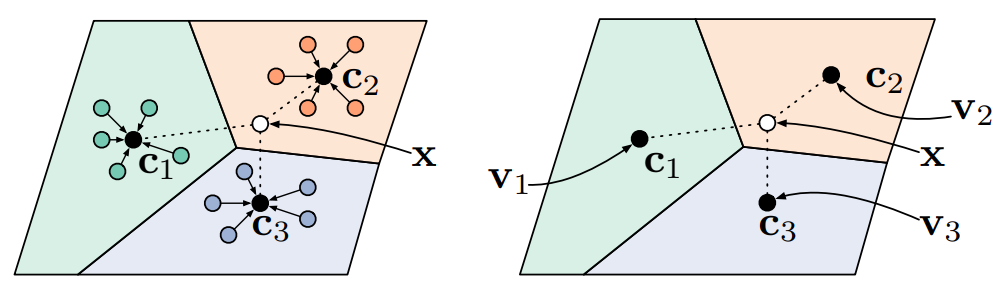 c₂
c₁
x
c₃
c₂
v₂
c₁
x
v₁
c₃
v₃